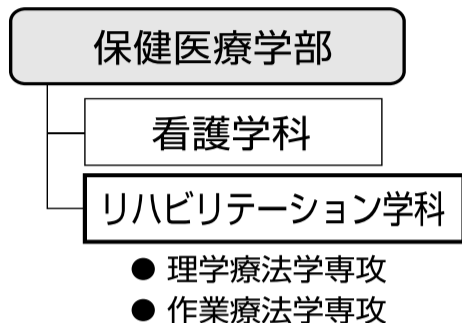 保健医療学部
看護学科
リハビリテーション学科
● 理学療法学専攻
● 作業療法学専攻